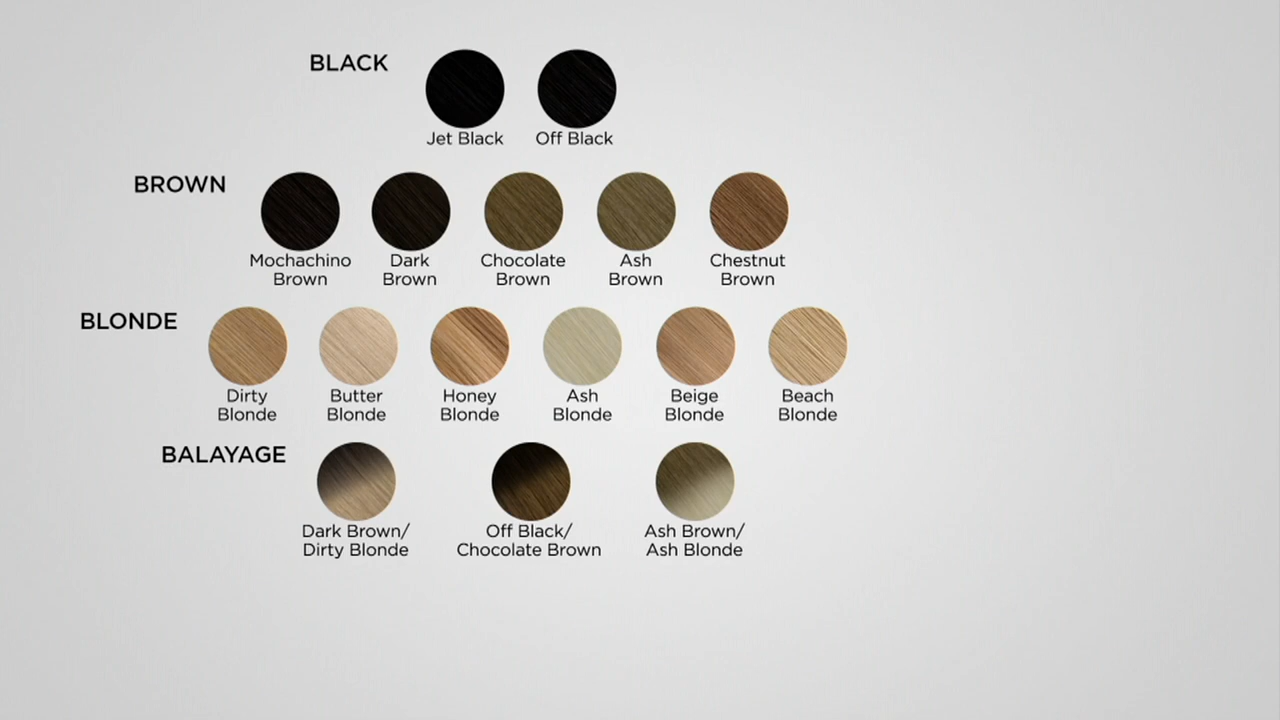 BLACK
Jet Black
Off Black
BROWN
Mochachino
Brown
Dark
Brown
Chocolate
Brown
Ash
Brown
Chestnut
Brown
BLONDE
Dirty
Blonde
Butter
Blonde
Honey
Blonde
Ash
Blonde
Beige
Blonde
Beach
Blonde
BALAYAGE
Dark Brown/
Dirty Blonde
Off Black/
Chocolate Brown
Ash Brown/
Ash Blonde